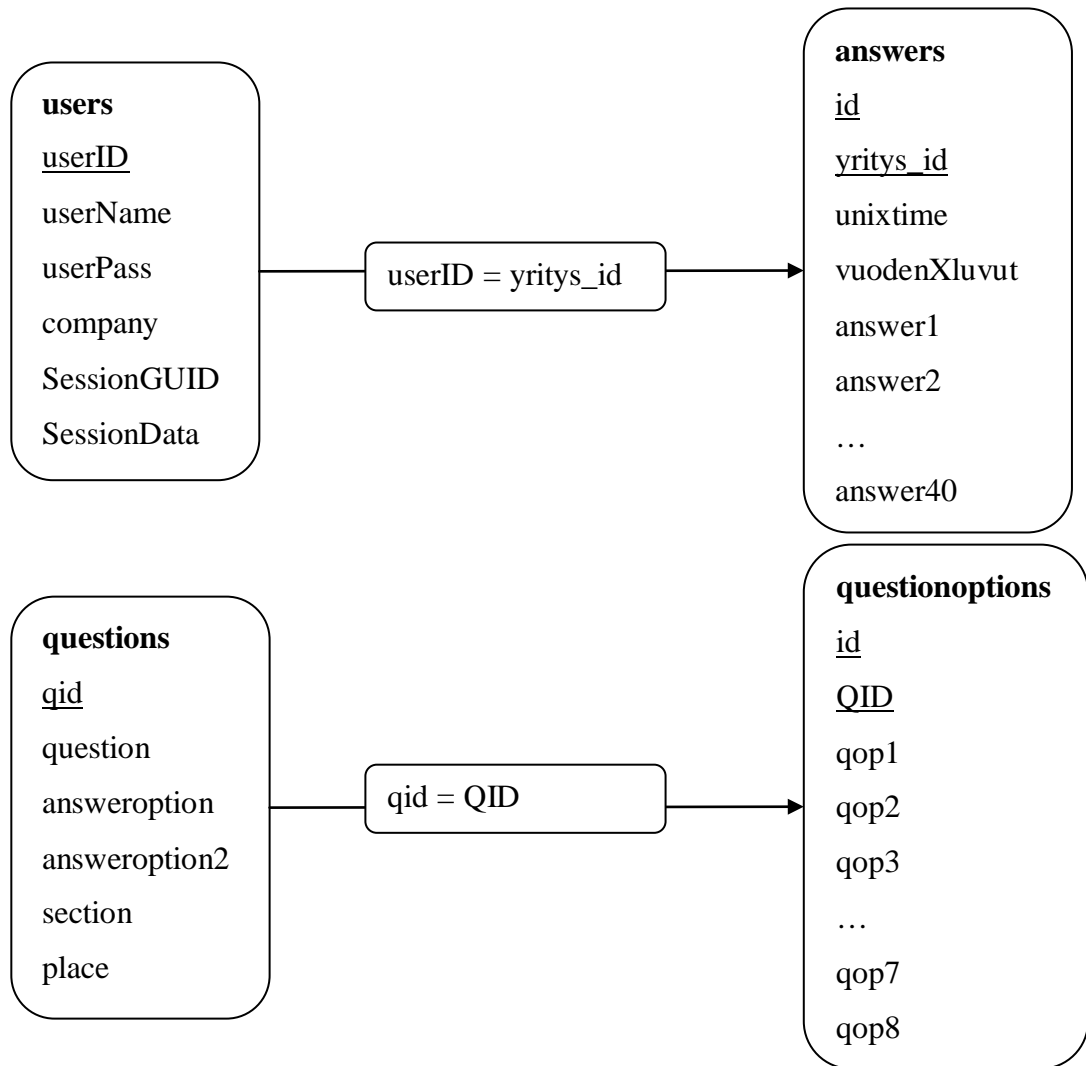 users
userID
userName
userPass
company
SessionGUID
SessionData
userID = yritys_id
answers
id
yritys_id
unixtime
vuodenXluvut
answer1
answer2
…
answer40
questions
qid
question
answeroption
answeroption2
section
place
qid = QID
questionoptions
id
QID
qop1
qop2
qop3
…
qop7
qop8